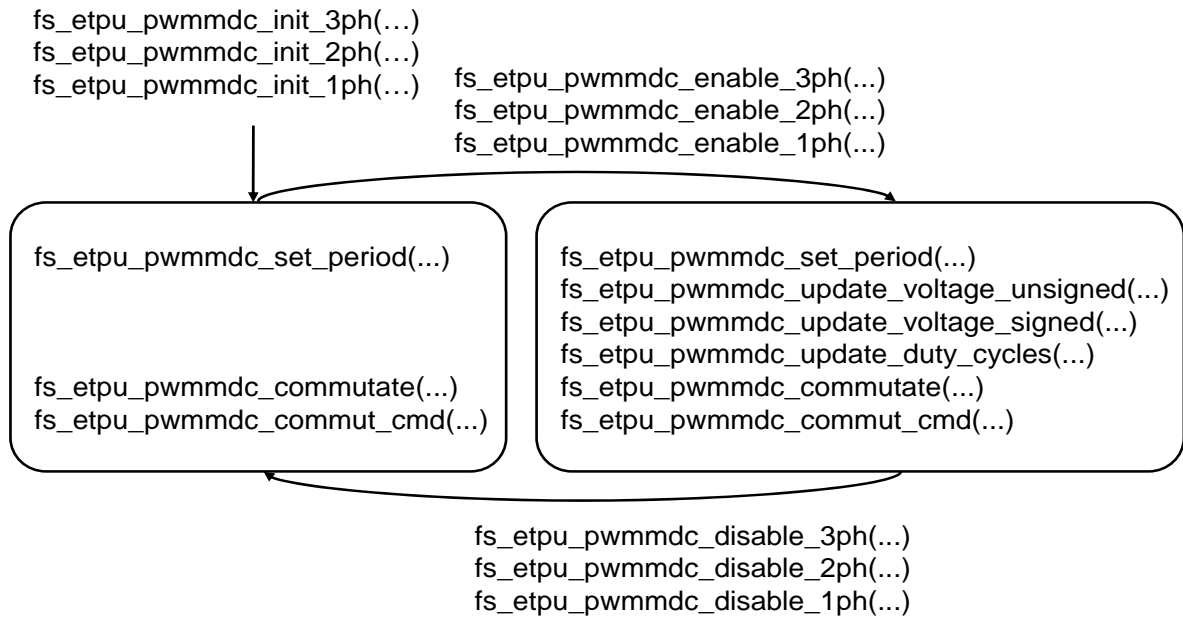 fs_etpu_pwmmdc_init_3ph(…)
fs_etpu_pwmmdc_init_2ph(…)
fs_etpu_pwmmdc_init_1ph(…)
fs_etpu_pwmmdc_enable_3ph(...)
fs_etpu_pwmmdc_enable_2ph(...)
fs_etpu_pwmmdc_enable_1ph(...)
fs_etpu_pwmmdc_set_period(...)
fs_etpu_pwmmdc_commutate(...)
fs_etpu_pwmmdc_commut_cmd(...)
fs_etpu_pwmmdc_set_period(...)
fs_etpu_pwmmdc_update_voltage_unsigned(...)
fs_etpu_pwmmdc_update_voltage_signed(...)
fs_etpu_pwmmdc_update_duty_cycles(...)
fs_etpu_pwmmdc_commutate(...)
fs_etpu_pwmmdc_commut_cmd(...)
fs_etpu_pwmmdc_disable_3ph(...)
fs_etpu_pwmmdc_disable_2ph(...)
fs_etpu_pwmmdc_disable_1ph(...)